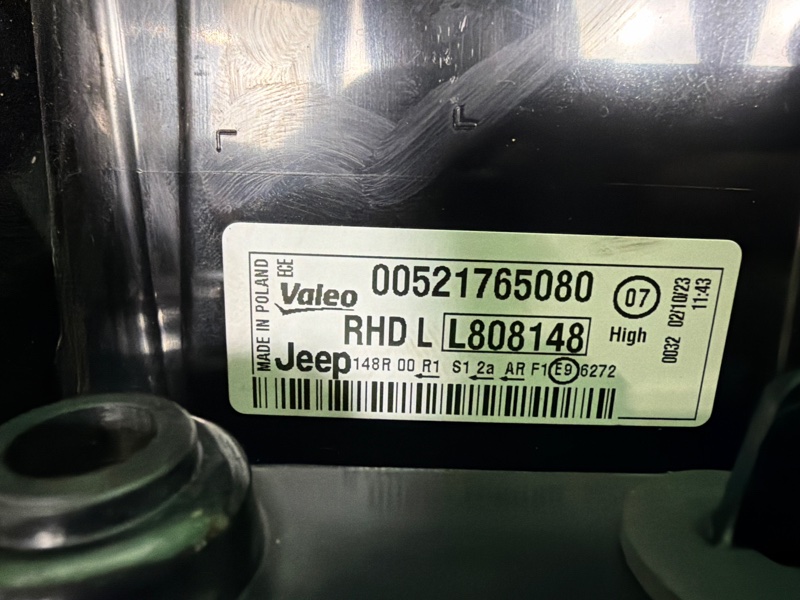 MADE IN POLAND
ECE
Valeo 00521765080 07
RHD L L808148 High
Jeep 148R 00 R1 S1 2a AR F1 E9 6272
0032 02/10/23
11:43